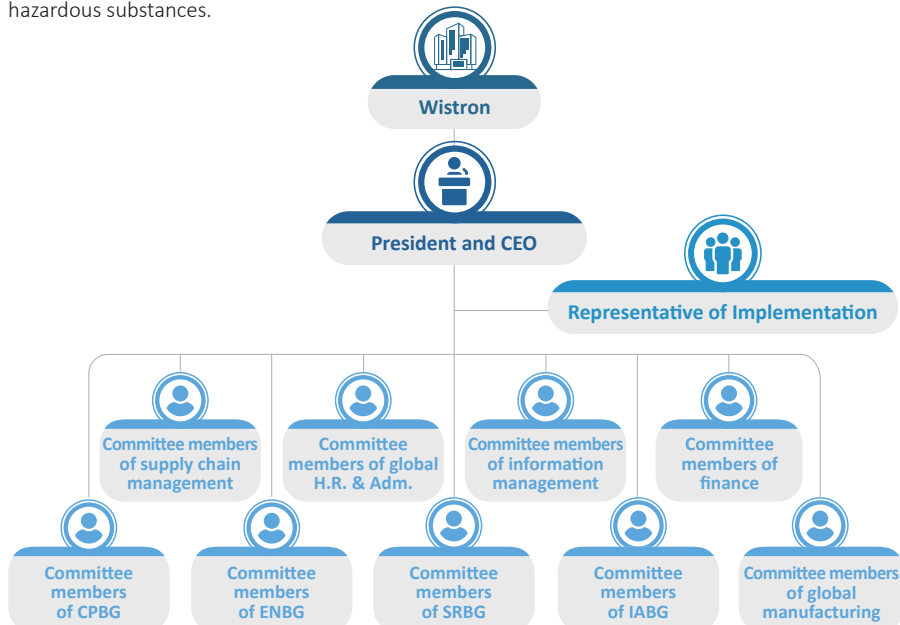 hazardous substances.
Wistron
President and CEO
Representative of Implementation
Committee members
of supply chain
management
Committee
members of global
H.R. & Adm.
Committee members
of information
management
Committee
members of
finance
Committee
members
of CPBG
Committee
members
of ENBG
Committee
members
of SRBG
Committee
members
of IABG
Committee members
of global
manufacturing